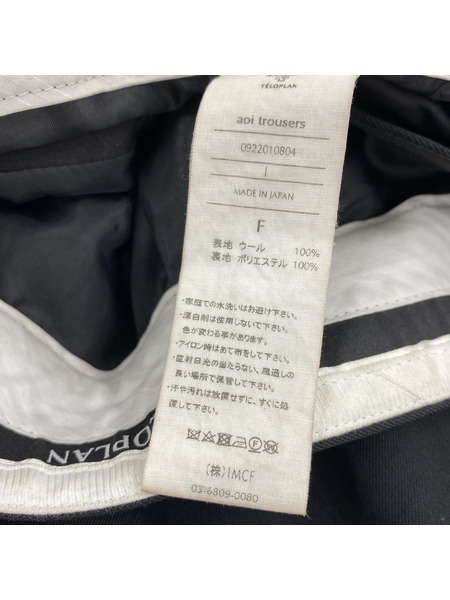 TELOPLAN
aoi trousers
0922010804
I
MADE IN JAPAN
F
表地 ウール 100%
裏地 ポリエステル 100%
・家庭での水洗いはお避け下さい。
・漂白剤は使用しないで下さい。
色が変わる事があります。
・アイロン時はあて布をして下さい。
・直射日光の当たらない、風通しの
良い場所で保管して下さい。
・汗や汚れは放置せずに、すぐに処
理して下さい。
(株)IMCF
03-6809-0080
TELOPLAN